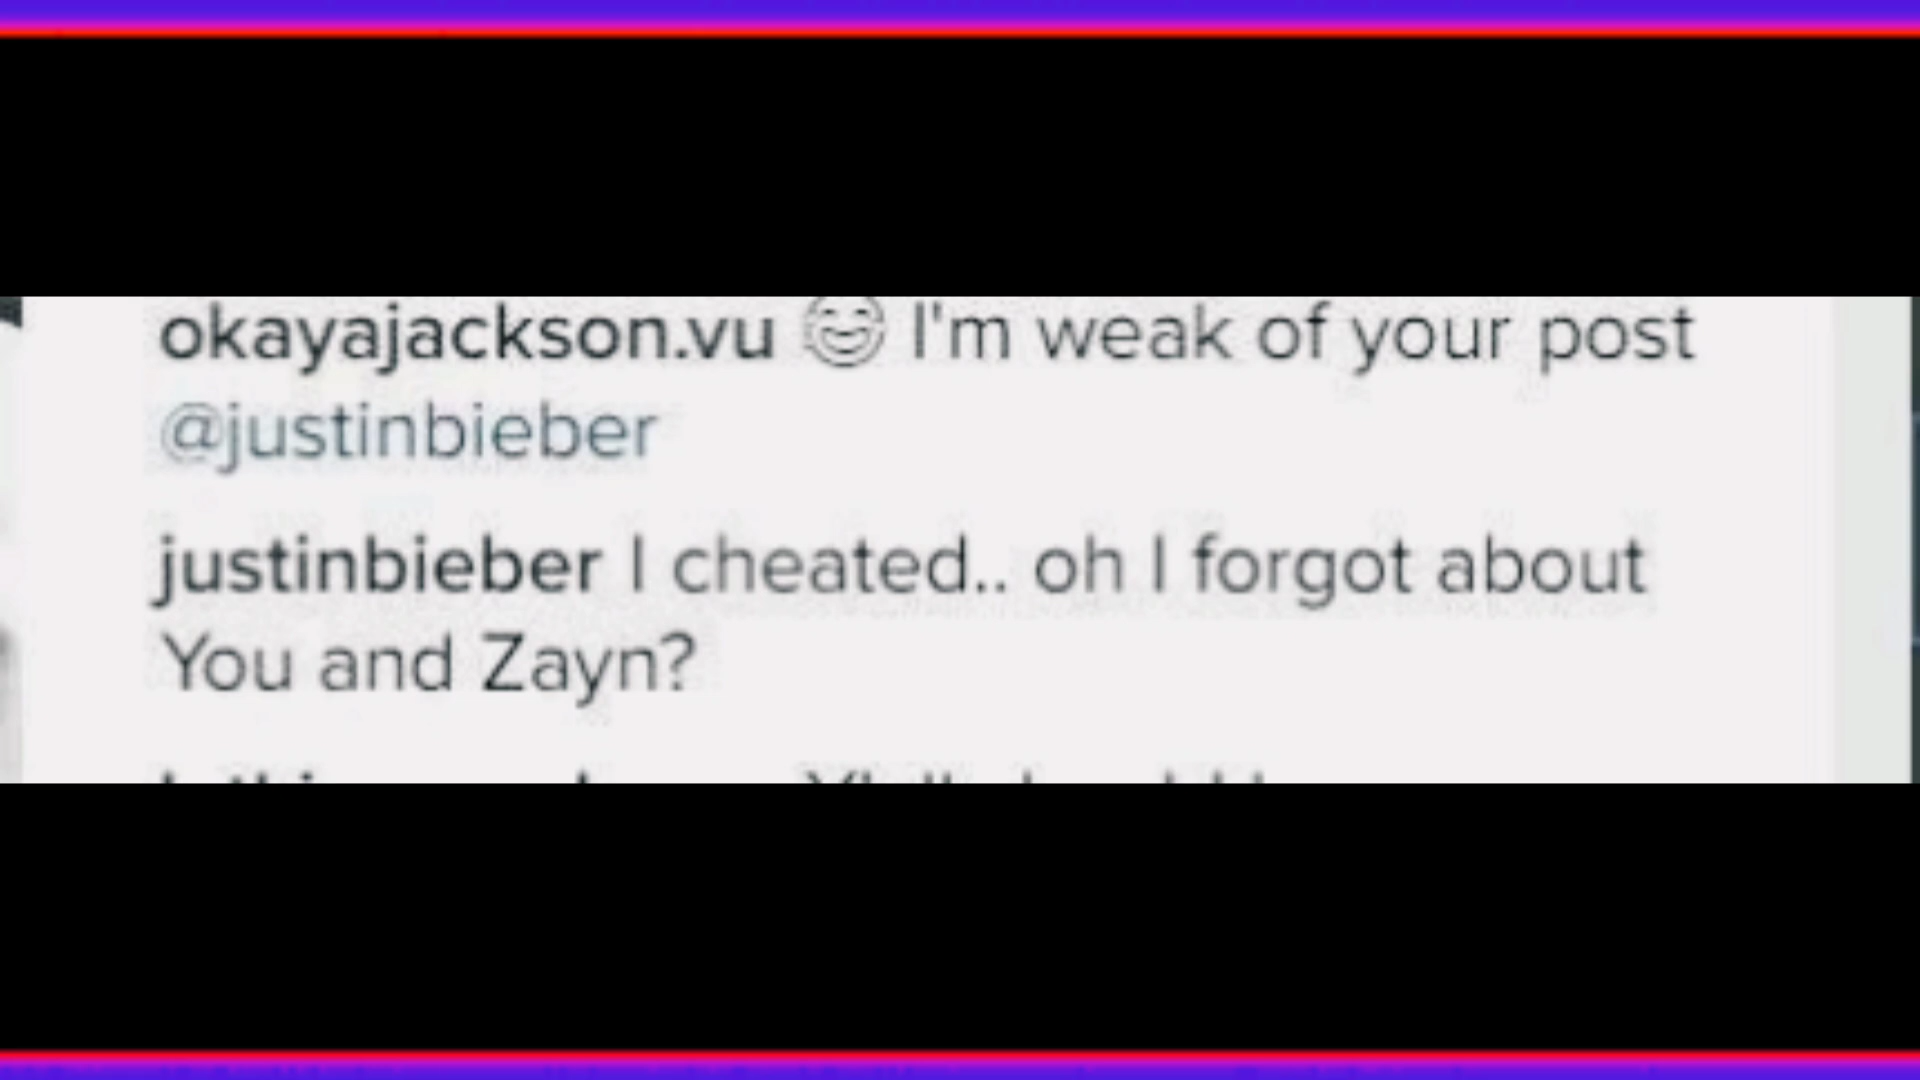 okayajackson.vu 😅 I'm weak of your post
@justinbieber
justinbieber I cheated.. oh I forgot about
You and Zayn?